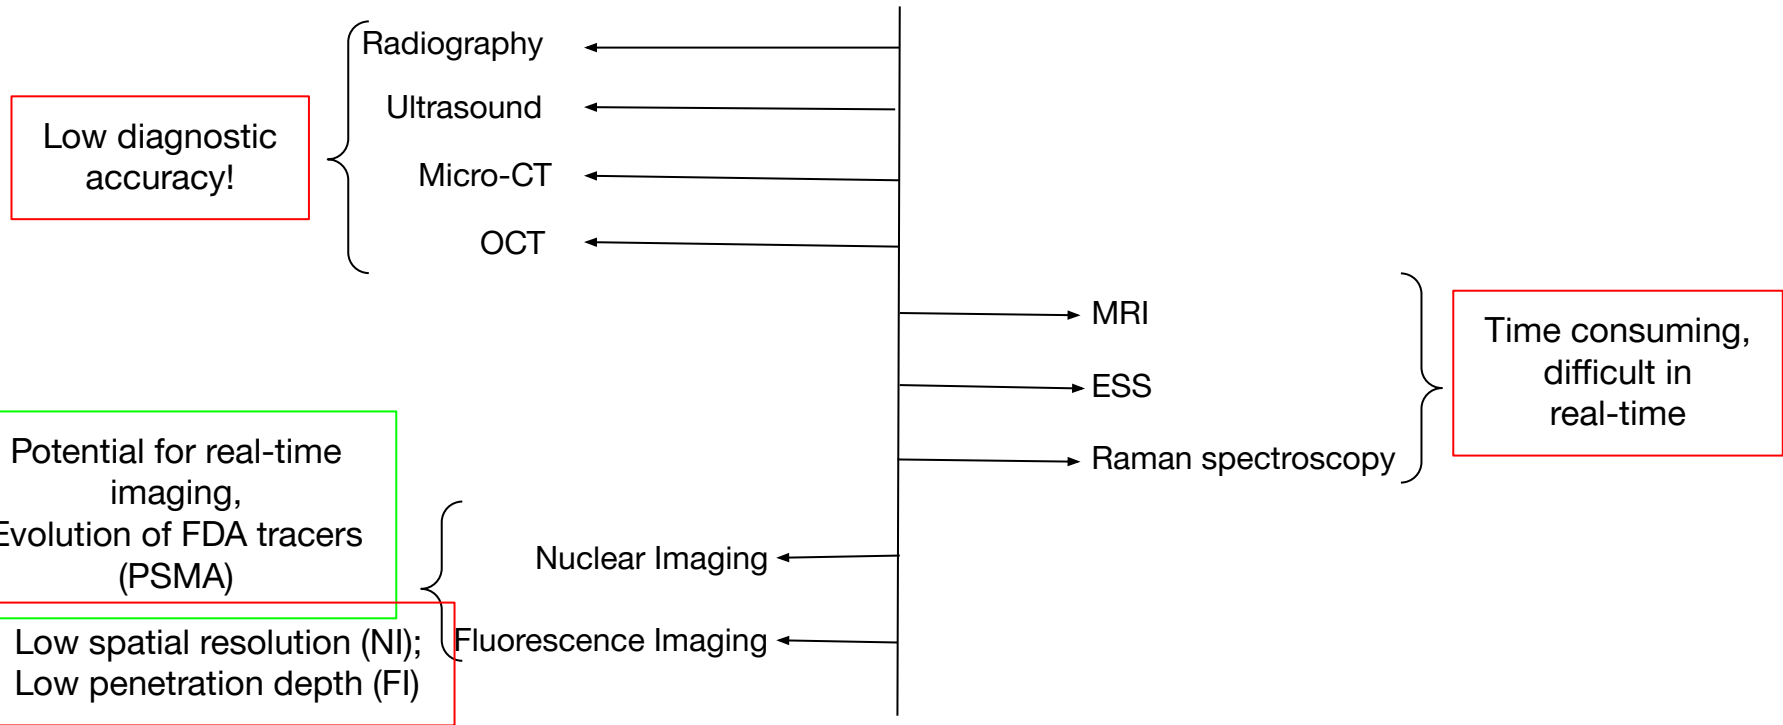 Radiography
Ultrasound
Micro-CT
OCT
Low diagnostic
accuracy!
MRI
ESS
Raman spectroscopy
Time consuming,
difficult in
real-time
Potential for real-time
imaging,
Evolution of FDA tracers
(PSMA)
Low spatial resolution (NI);
Low penetration depth (FI)
Nuclear Imaging
Fluorescence Imaging